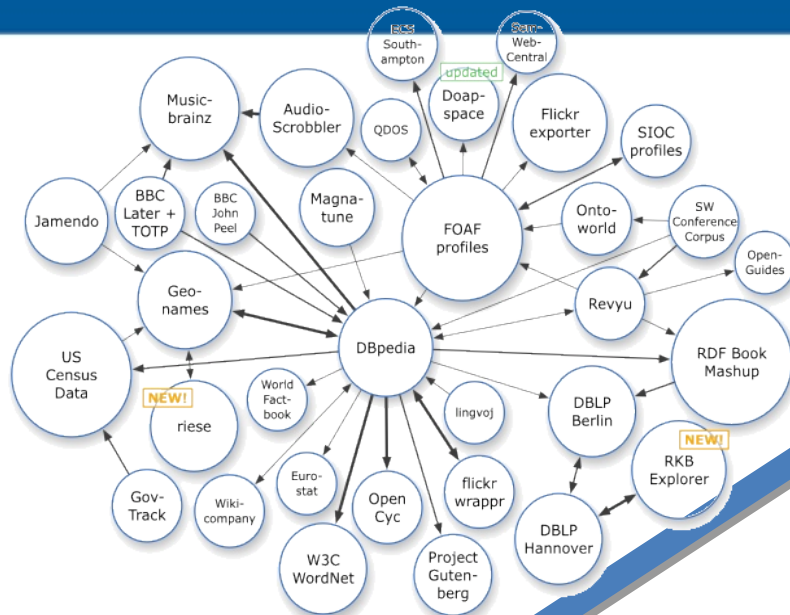 South-
ampton
Web-
Central
updated
Doap-
space
Music-
brainz
Audio-
Scrobbler
QDOS
Flickr
exporter
SIOC
profiles
Jamendo
BBC
Later +
TOTP
BBC
John
Peel
Magna-
tune
FOAF
profiles
Onto-
world
SW
Conference
Corpus
Open-
Guides
Geo-
names
Revyu
DBpedia
US
Census
Data
RDF Book
Mashup
NEW!
riese
World
Fact-
book
lingvoj
DBLP
Berlin
NEW!
RKB
Explorer
Gov-
Track
Wiki-
company
Euro-
stat
Open
Cyc
flickr
wrappr
DBLP
Hannover
W3C
WordNet
Project
Guten-
berg